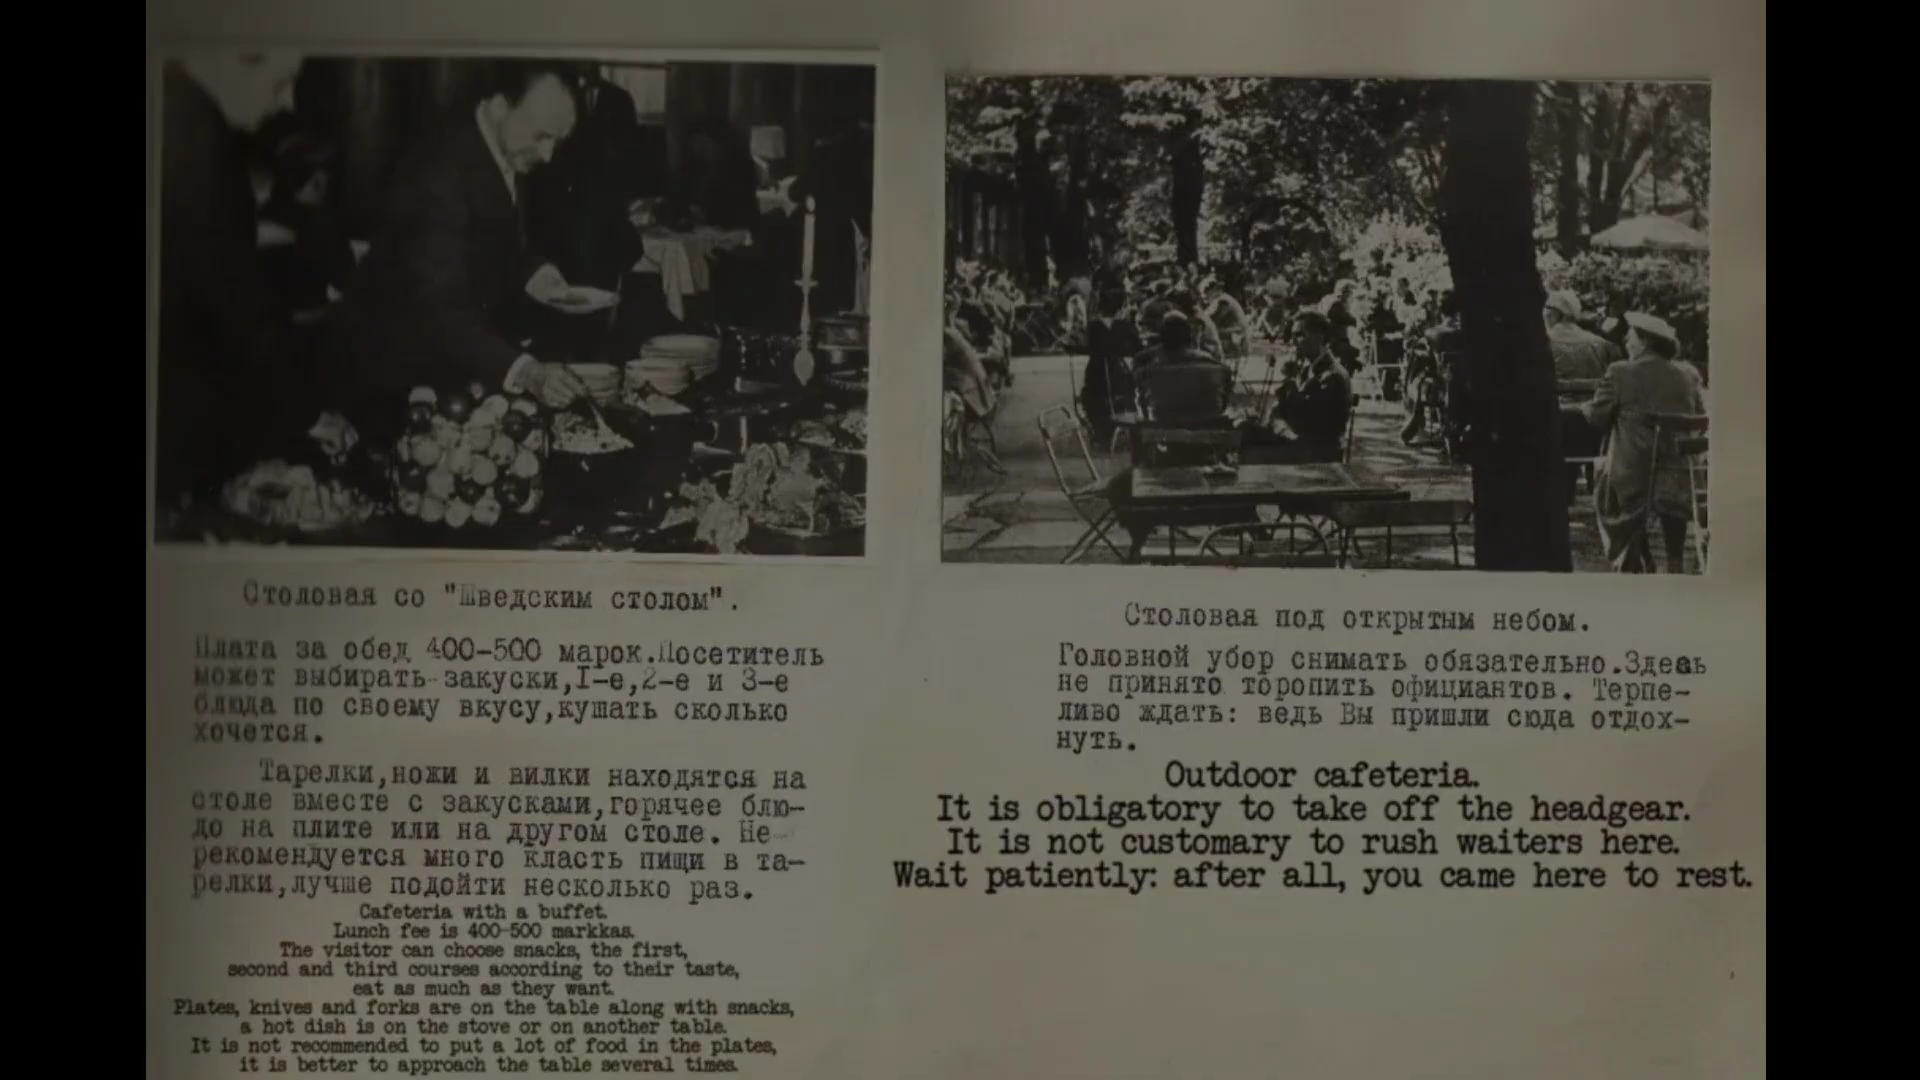 Столовая со "Шведским столом".
Плата за обед 400-500 марок.Посетитель
может выбирать закуски,I-е,2-е и 3-е
блюда по своему вкусу,кушать сколько
хочется.
Тарелки,ножи и вилки находятся на
столе вместе с закусками,горячее блю-
до на плите или на другом столе. Не
рекомендуется много класть пищи в та-
релки,лучше подойти несколько раз.
Cafeteria with a buffet.
Lunch fee is 400-500 markkas.
The visitor can choose snacks, the first,
second and third courses according to their taste,
eat as much as they want.
Plates, knives and forks are on the table along with snacks,
a hot dish is on the stove or on another table.
It is not recommended to put a lot of food in the plates,
it is better to approach the table several times.
Столовая под открытым небом.
Головной убор снимать обязательно.Здесь
не принято торопить официантов. Терпе-
ливо ждать: ведь Вы пришли сюда отдох-
нуть.
Outdoor cafeteria.
It is obligatory to take off the headgear.
It is not customary to rush waiters here.
Wait patiently: after all, you came here to rest.